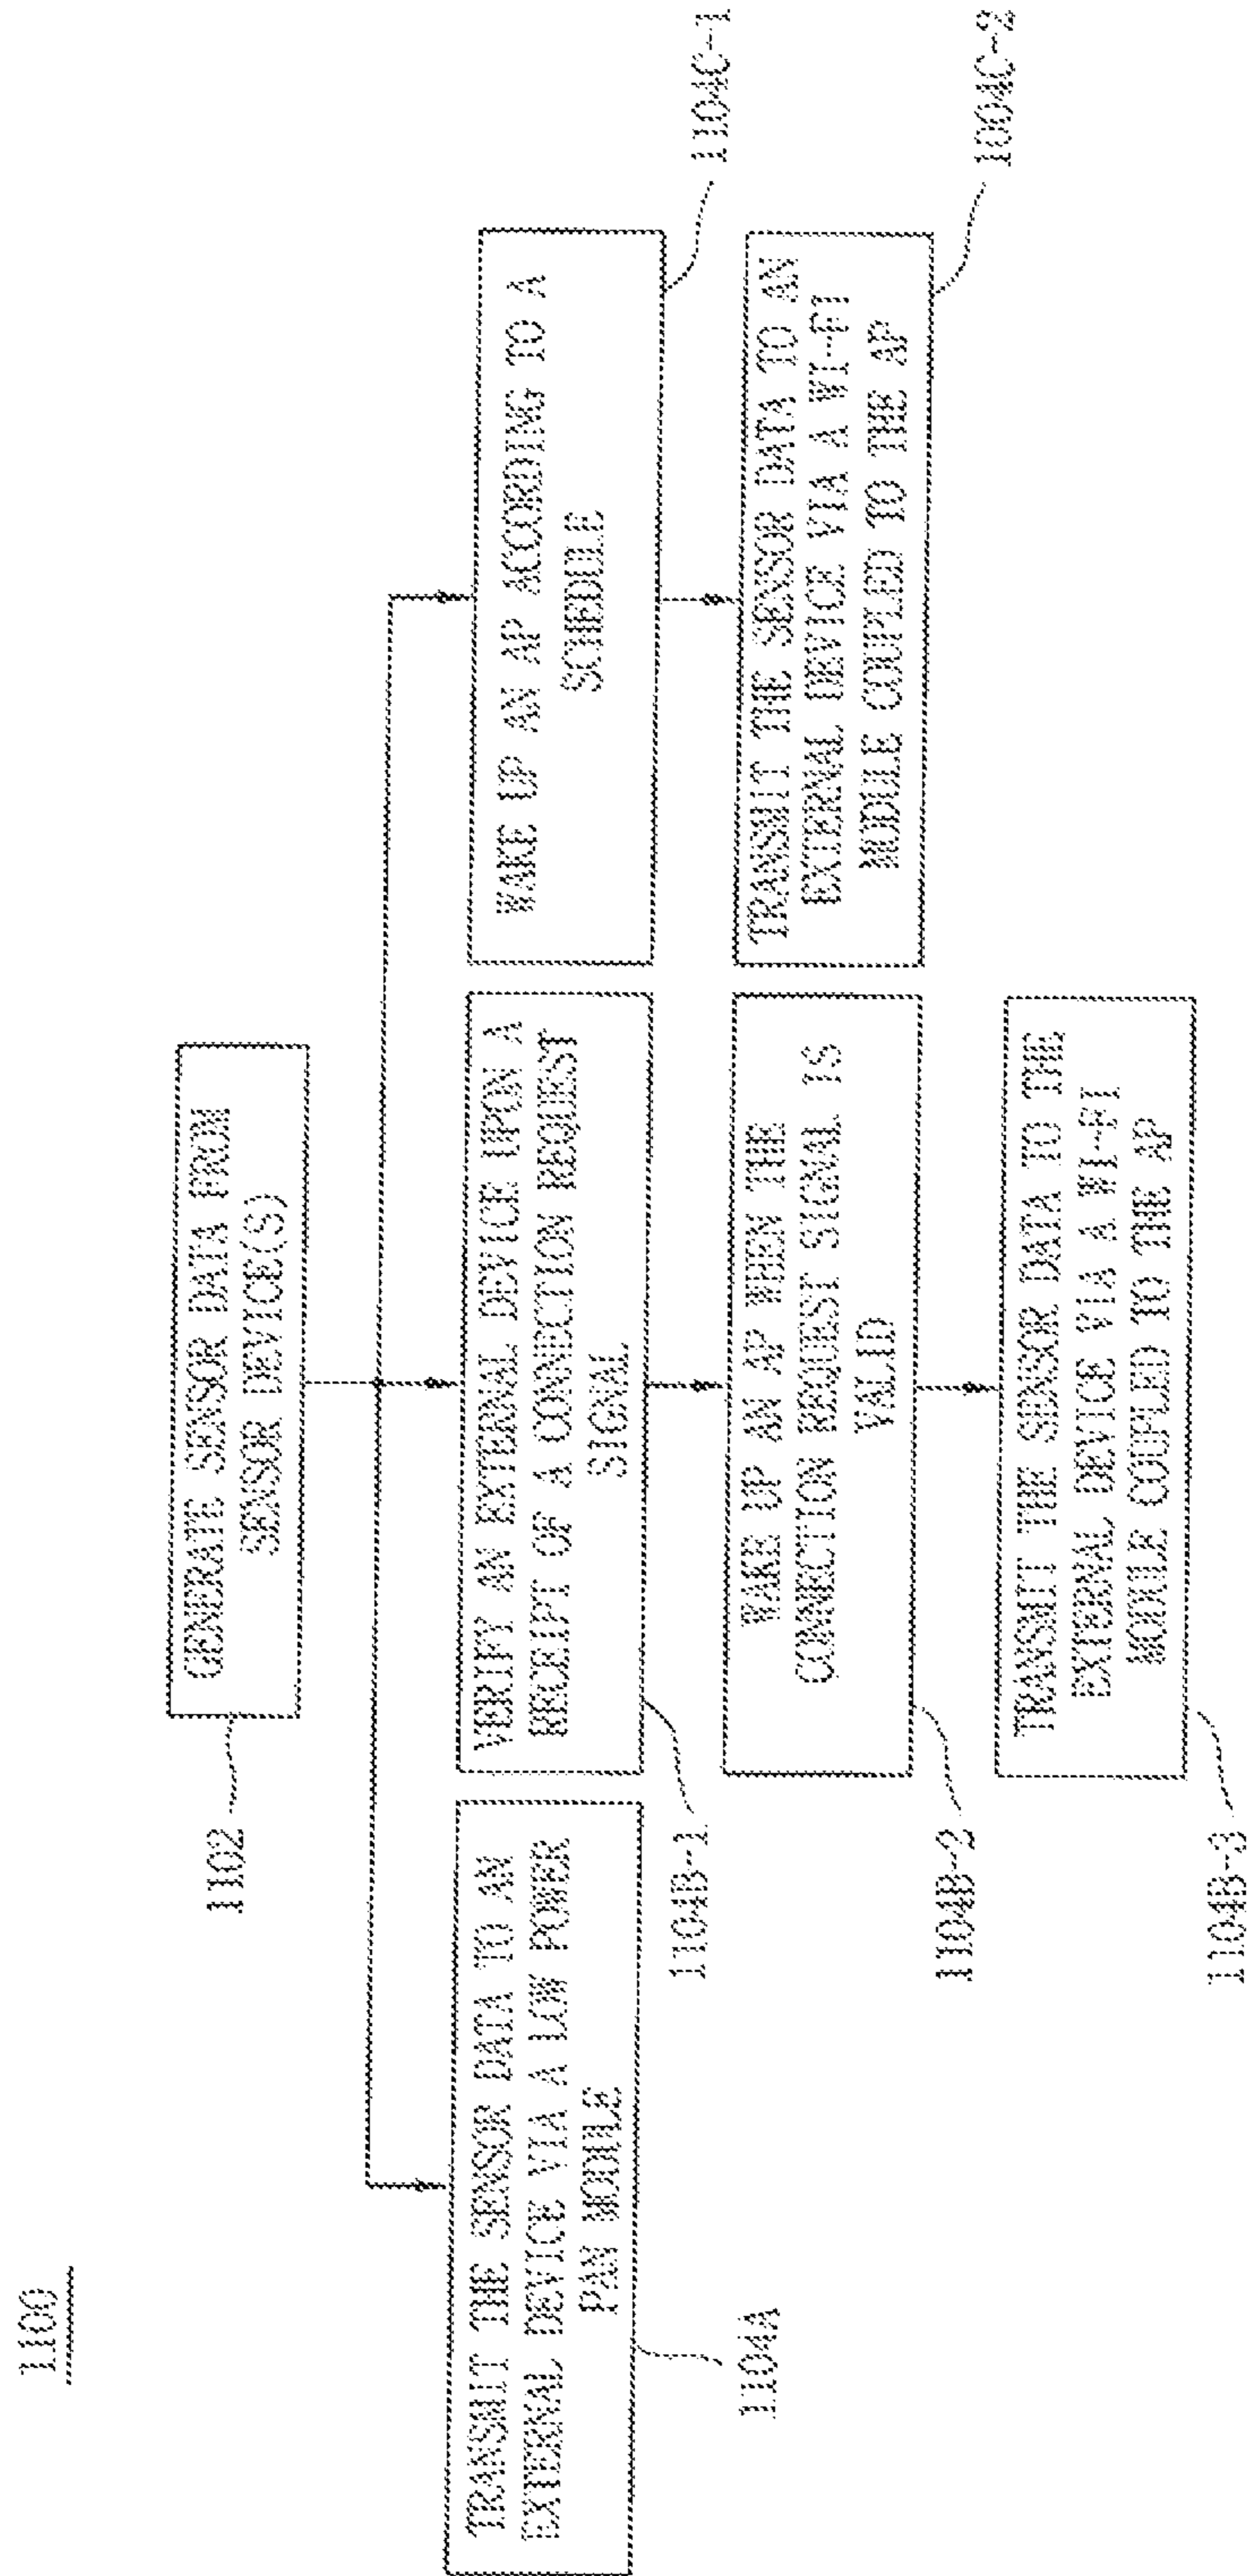 1100
GENERATE SENSOR DATA FROM
SENSOR DEVICE(S)
1102
TRANSMIT THE SENSOR DATA TO AN
EXTERNAL DEVICE VIA A LOW POWER
PAN MODULE
1104A
VERIFY AN EXTERNAL DEVICE UPON A
RECEIPT OF A CONNECTION REQUEST
SIGNAL
1104B-1
WAKE UP AN AP WHEN THE
CONNECTION REQUEST SIGNAL IS
VALID
1104B-2
TRANSMIT THE SENSOR DATA TO THE
EXTERNAL DEVICE VIA A WI-FI
MODULE COUPLED TO THE AP
1104B-3
WAKE UP AN AP ACCORDING TO A
SCHEDULE
1104C-1
TRANSMIT THE SENSOR DATA TO AN
EXTERNAL DEVICE VIA A WI-FI
MODULE COUPLED TO THE AP
1004C-2